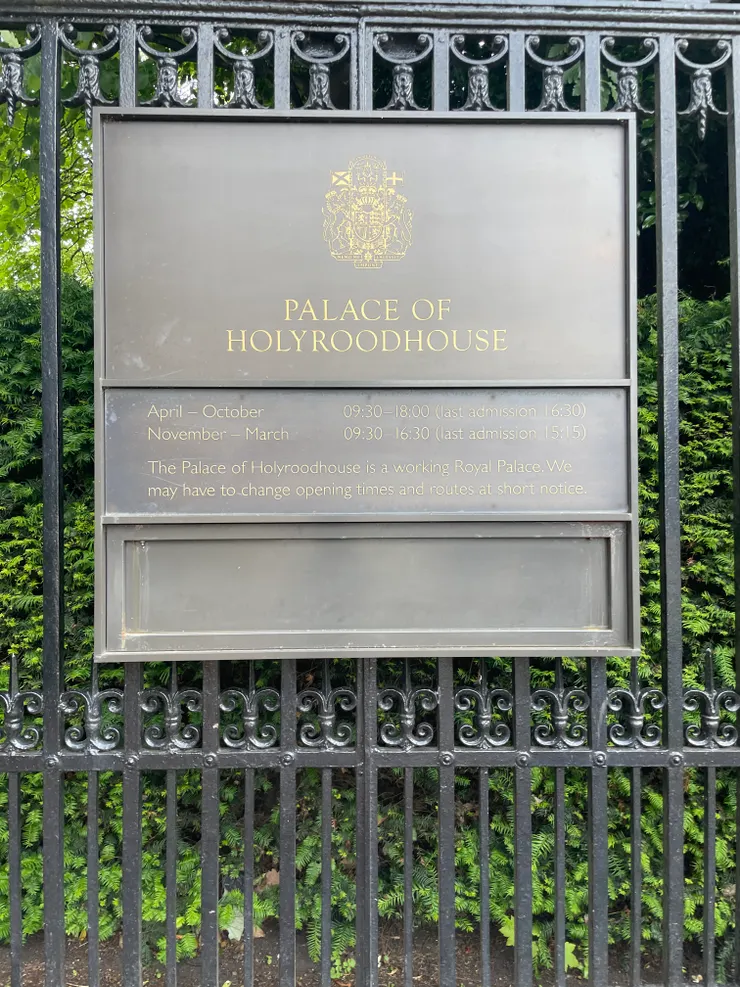 PALACE OF
HOLYROODHOUSE
April – October 09:30–18:00 (last admission 16:30)
November – March 09:30–16:30 (last admission 15:15)
The Palace of Holyroodhouse is a working Royal Palace. We
may have to change opening times and routes at short notice.